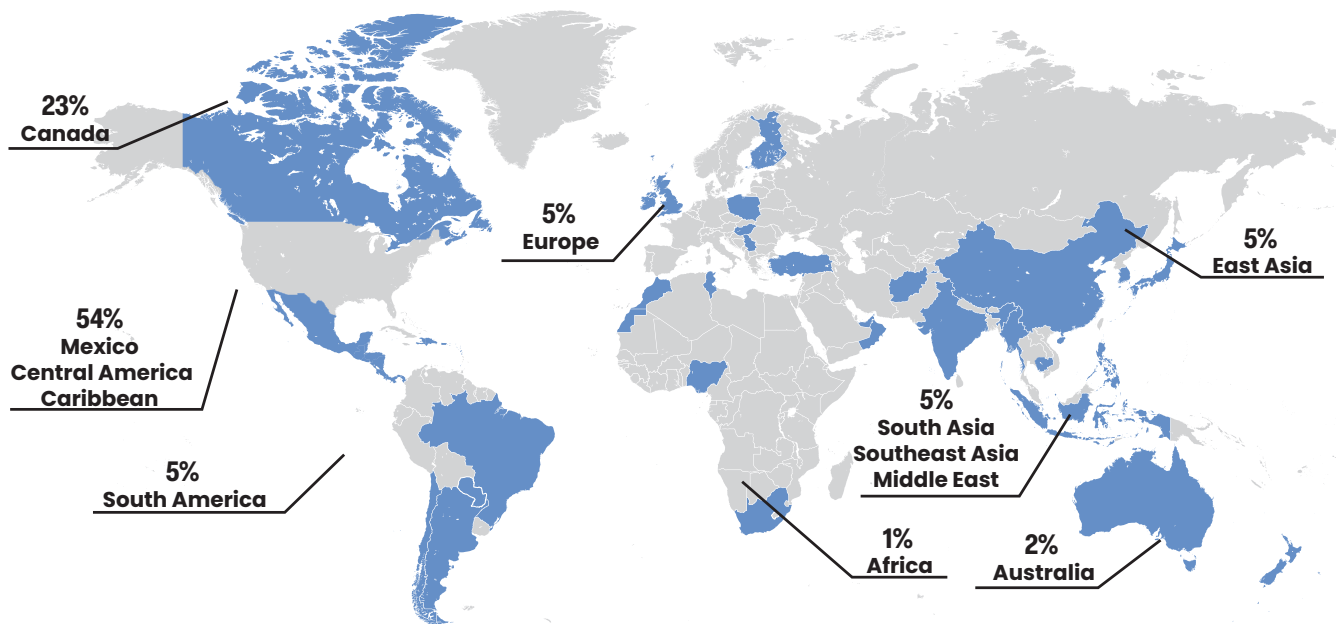 23%
Canada
54%
Mexico
Central America
Caribbean
5%
South America
5%
Europe
5%
East Asia
5%
South Asia
Southeast Asia
Middle East
1%
Africa
2%
Australia